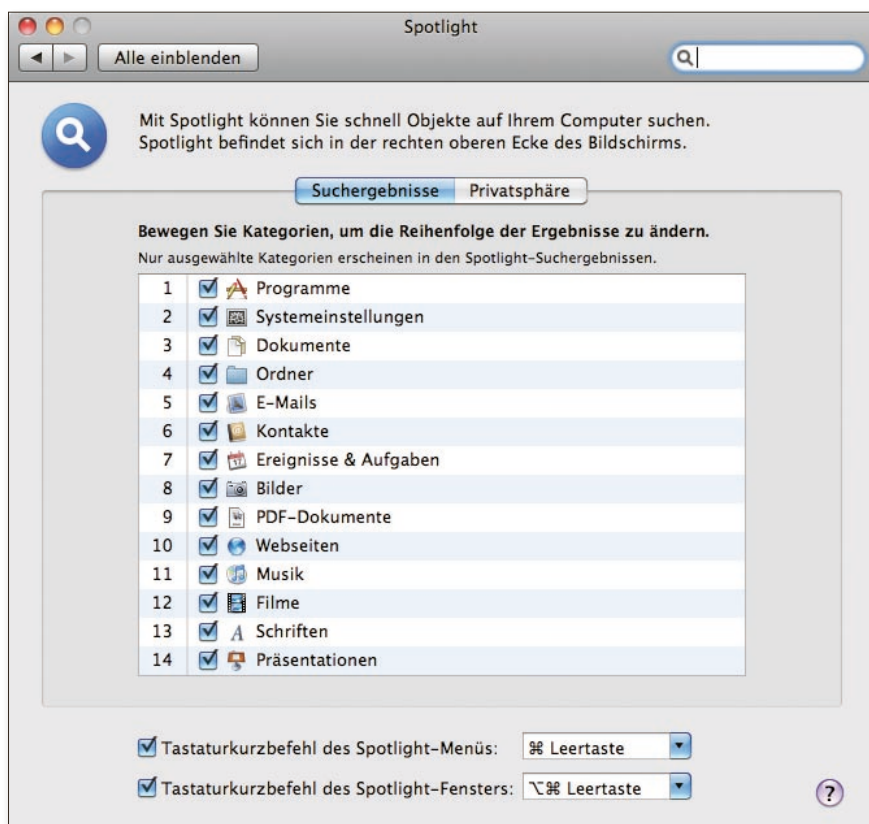 Spotlight
Alle einblenden
Mit Spotlight können Sie schnell Objekte auf Ihrem Computer suchen.
Spotlight befindet sich in der rechten oberen Ecke des Bildschirms.
Suchergebnisse Privatsphäre
Bewegen Sie Kategorien, um die Reihenfolge der Ergebnisse zu ändern.
Nur ausgewählte Kategorien erscheinen in den Spotlight-Suchergebnissen.
1 Programme
2 Systemeinstellungen
3 Dokumente
4 Ordner
5 E-Mails
6 Kontakte
7 Ereignisse & Aufgaben
8 Bilder
9 PDF-Dokumente
10 Webseiten
11 Musik
12 Filme
13 Schriften
14 Präsentationen
Tastaturkurzbefehl des Spotlight-Menüs: ⌘ Leertaste
Tastaturkurzbefehl des Spotlight-Fensters: ⌥⌘ Leertaste
?